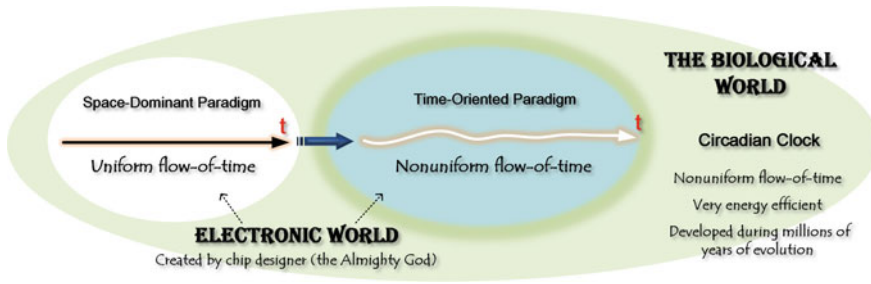 Space-Dominant Paradigm
t
Uniform flow-of-time
Time-Oriented Paradigm
t
Nonuniform flow-of-time
ELECTRONIC WORLD
Created by chip designer (the Almighty God)
THE BIOLOGICAL
WORLD
Circadian Clock
Nonuniform flow-of-time
Very energy efficient
Developed during millions of
years of evolution